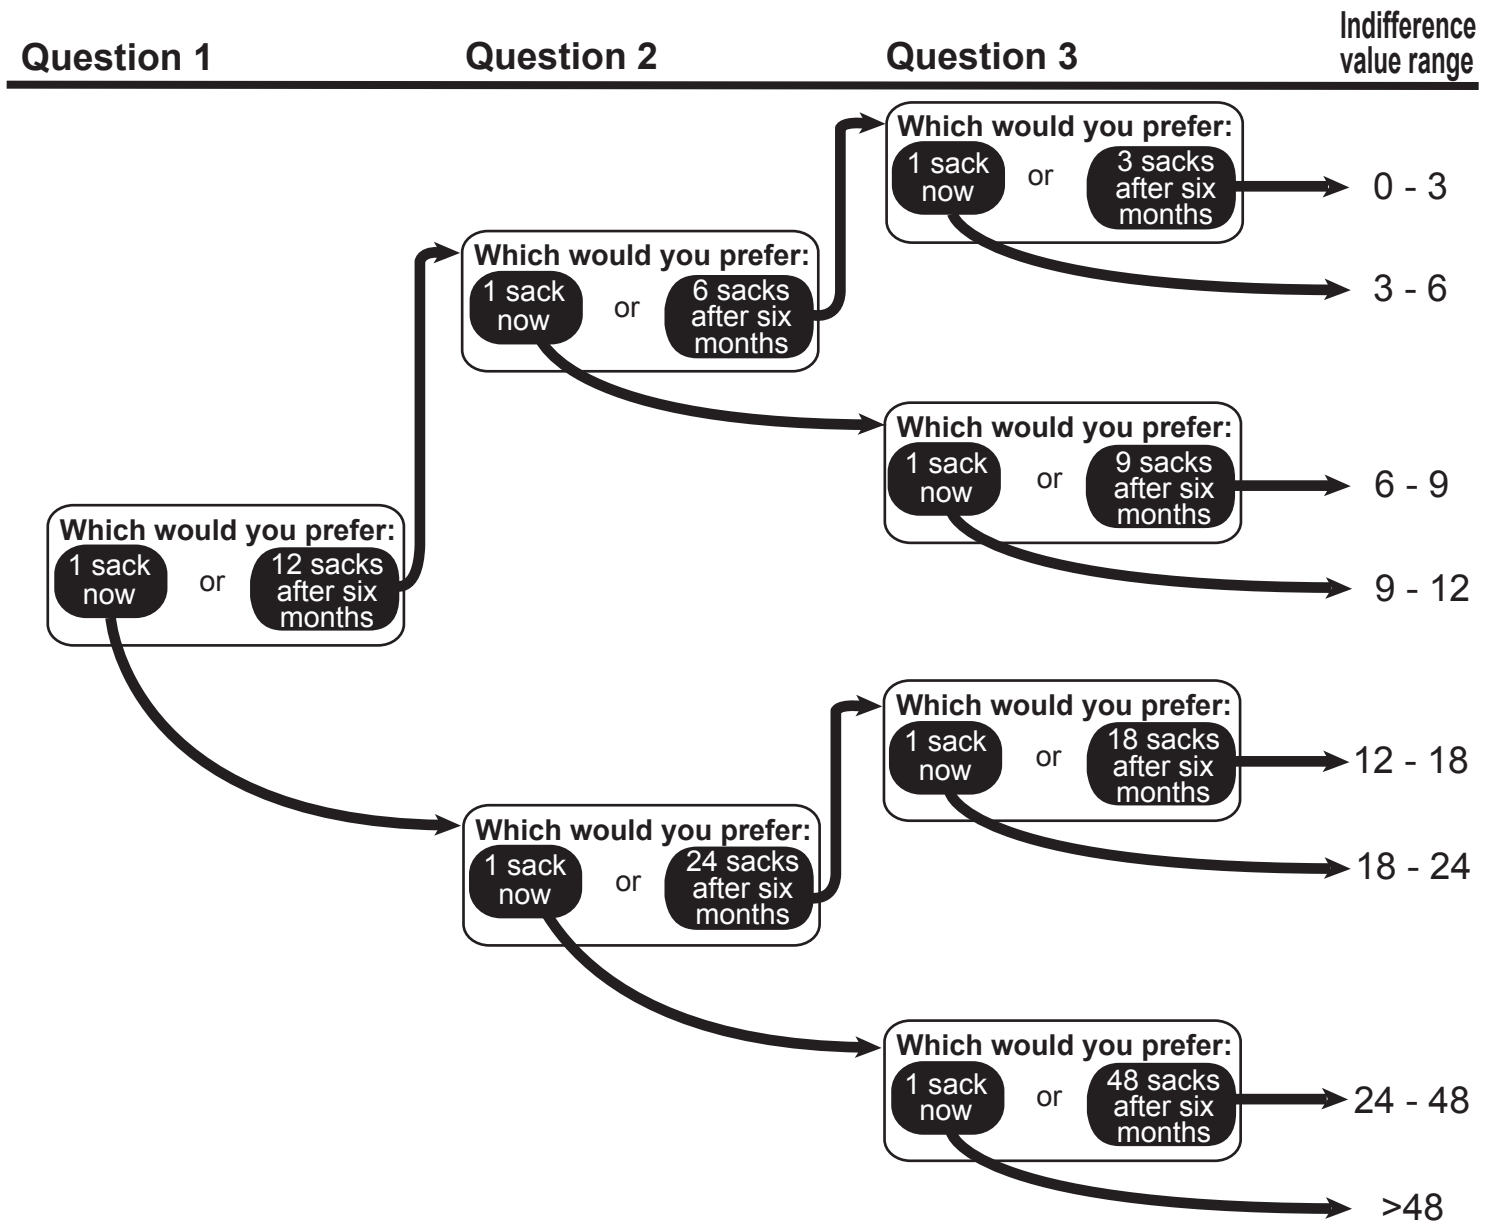 Question 1
Question 2
Question 3
Indifference
value range
Which would you prefer:
1 sack
now
or
12 sacks
after six
months
Which would you prefer:
1 sack
now
or
6 sacks
after six
months
Which would you prefer:
1 sack
now
or
24 sacks
after six
months
Which would you prefer:
1 sack
now
or
3 sacks
after six
months
0 - 3
3 - 6
Which would you prefer:
1 sack
now
or
9 sacks
after six
months
6 - 9
9 - 12
Which would you prefer:
1 sack
now
or
18 sacks
after six
months
12 - 18
18 - 24
Which would you prefer:
1 sack
now
or
48 sacks
after six
months
24 - 48
>48